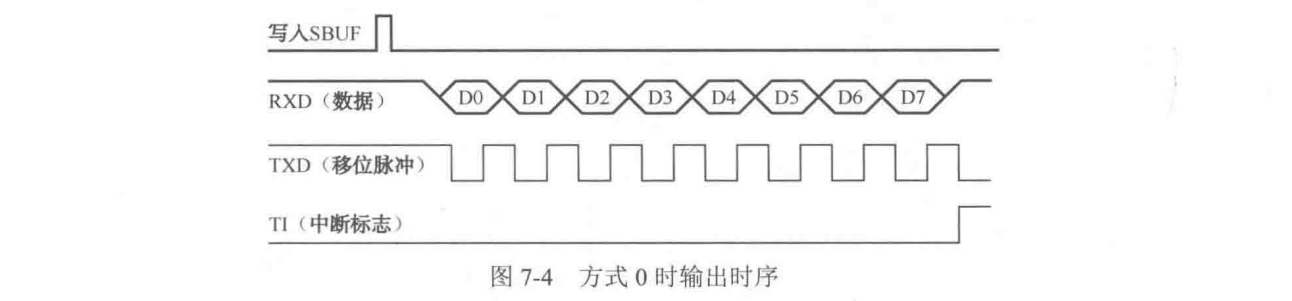 写入SBUF
RXD（数据） D0 D1 D2 D3 D4 D5 D6 D7
TXD（移位脉冲）
TI（中断标志）
图 7-4 方式 0 时输出时序